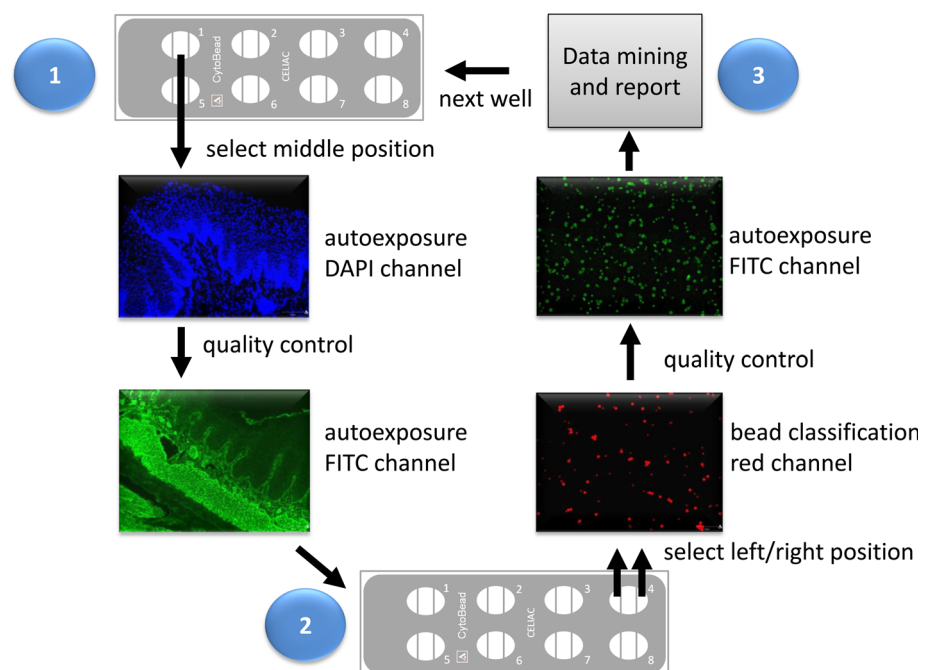 1
1
2
3
4
5
6
7
8
CytoBead
CELIAC
A
select middle position
autoexposure
DAPI channel
quality control
autoexposure
FITC channel
2
1
2
3
4
5
6
7
8
CytoBead
CELIAC
A
select left/right position
bead classification
red channel
quality control
autoexposure
FITC channel
Data mining
and report
3
next well